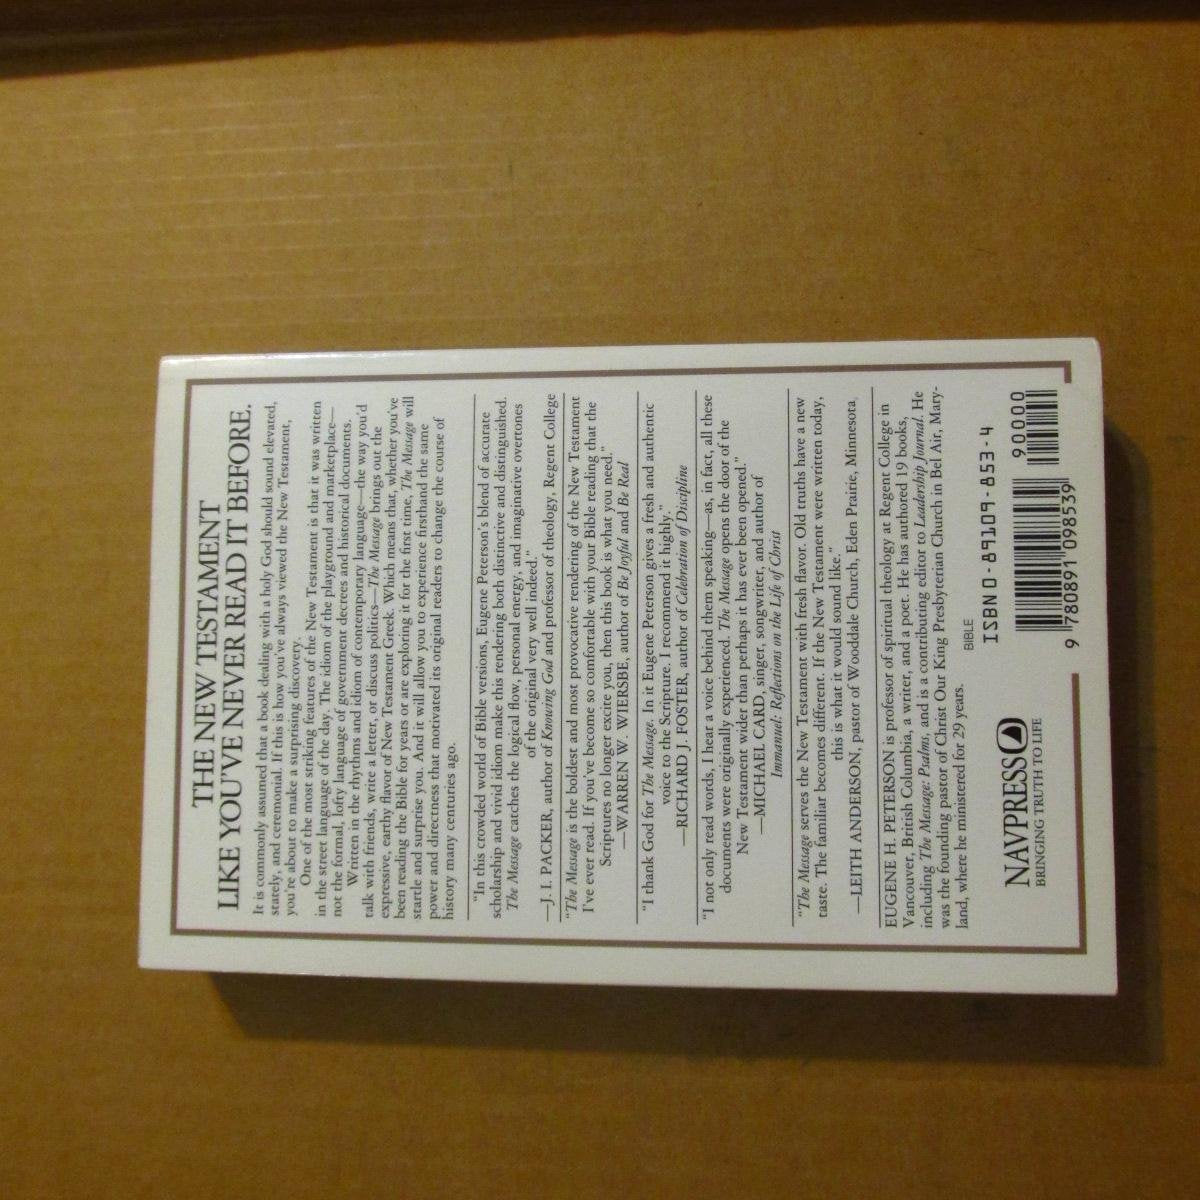 THE NEW TESTAMENT
LIKE YOU'VE NEVER READ IT BEFORE.
It is commonly assumed that a book dealing with a holy God should sound elevated,
stately, and ceremonial. If this is how you've always viewed the New Testament,
you're about to make a surprising discovery.
One of the most striking features of the New Testament is that it was written
in the street language of the day. The idiom of the playground and marketplace—
not the formal, lofty language of government decrees and historical documents.
Written in the rhythms and idiom of contemporary language—the way you'd
talk with friends, write a letter, or discuss politics—The Message brings out the
expressive, earthy flavor of New Testament Greek. Which means that, whether you've
been reading the Bible for years or are exploring it for the first time, The Message will
startle and surprise you. And it will allow you to experience firsthand the same
power and directness that motivated its original readers to change the course of
history many centuries ago.
"In this crowded world of Bible versions, Eugene Peterson's blend of accurate
scholarship and vivid idiom make this rendering both distinctive and distinguished.
The Message catches the logical flow, personal energy, and imaginative overtones
of the original very well indeed."
—J. I. PACKER, author of Knowing God and professor of theology, Regent College
"The Message is the boldest and most provocative rendering of the New Testament
I've ever read. If you've become so comfortable with your Bible reading that the
Scriptures no longer excite you, then this book is what you need."
—WARREN W. WIERSBE, author of Be Joyful and Be Real
"I thank God for The Message. In it Eugene Peterson gives a fresh and authentic
voice to the Scripture. I recommend it highly."
—RICHARD J. FOSTER, author of Celebration of Discipline
"I not only read words, I hear a voice behind them speaking—as, in fact, all these
documents were originally experienced. The Message opens the door of the
New Testament wider than perhaps it has ever been opened."
—MICHAEL CARD, singer, songwriter, and author of
Immanuel: Reflections on the Life of Christ
"The Message serves the New Testament with fresh flavor. Old truths have a new
taste. The familiar becomes different. If the New Testament were written today,
this is what it would sound like."
—LEITH ANDERSON, pastor of Wooddale Church, Eden Prairie, Minnesota
EUGENE H. PETERSON is professor of spiritual theology at Regent College in
Vancouver, British Columbia, a writer, and a poet. He has authored 19 books,
including The Message: Psalms, and is a contributing editor to Leadership Journal. He
was the founding pastor of Christ Our King Presbyterian Church in Bel Air, Mary-
land, where he ministered for 29 years.
BIBLE
ISBN 0-89109-853-4
90000
9 780891 098539
NAVPRESS
BRINGING TRUTH TO LIFE